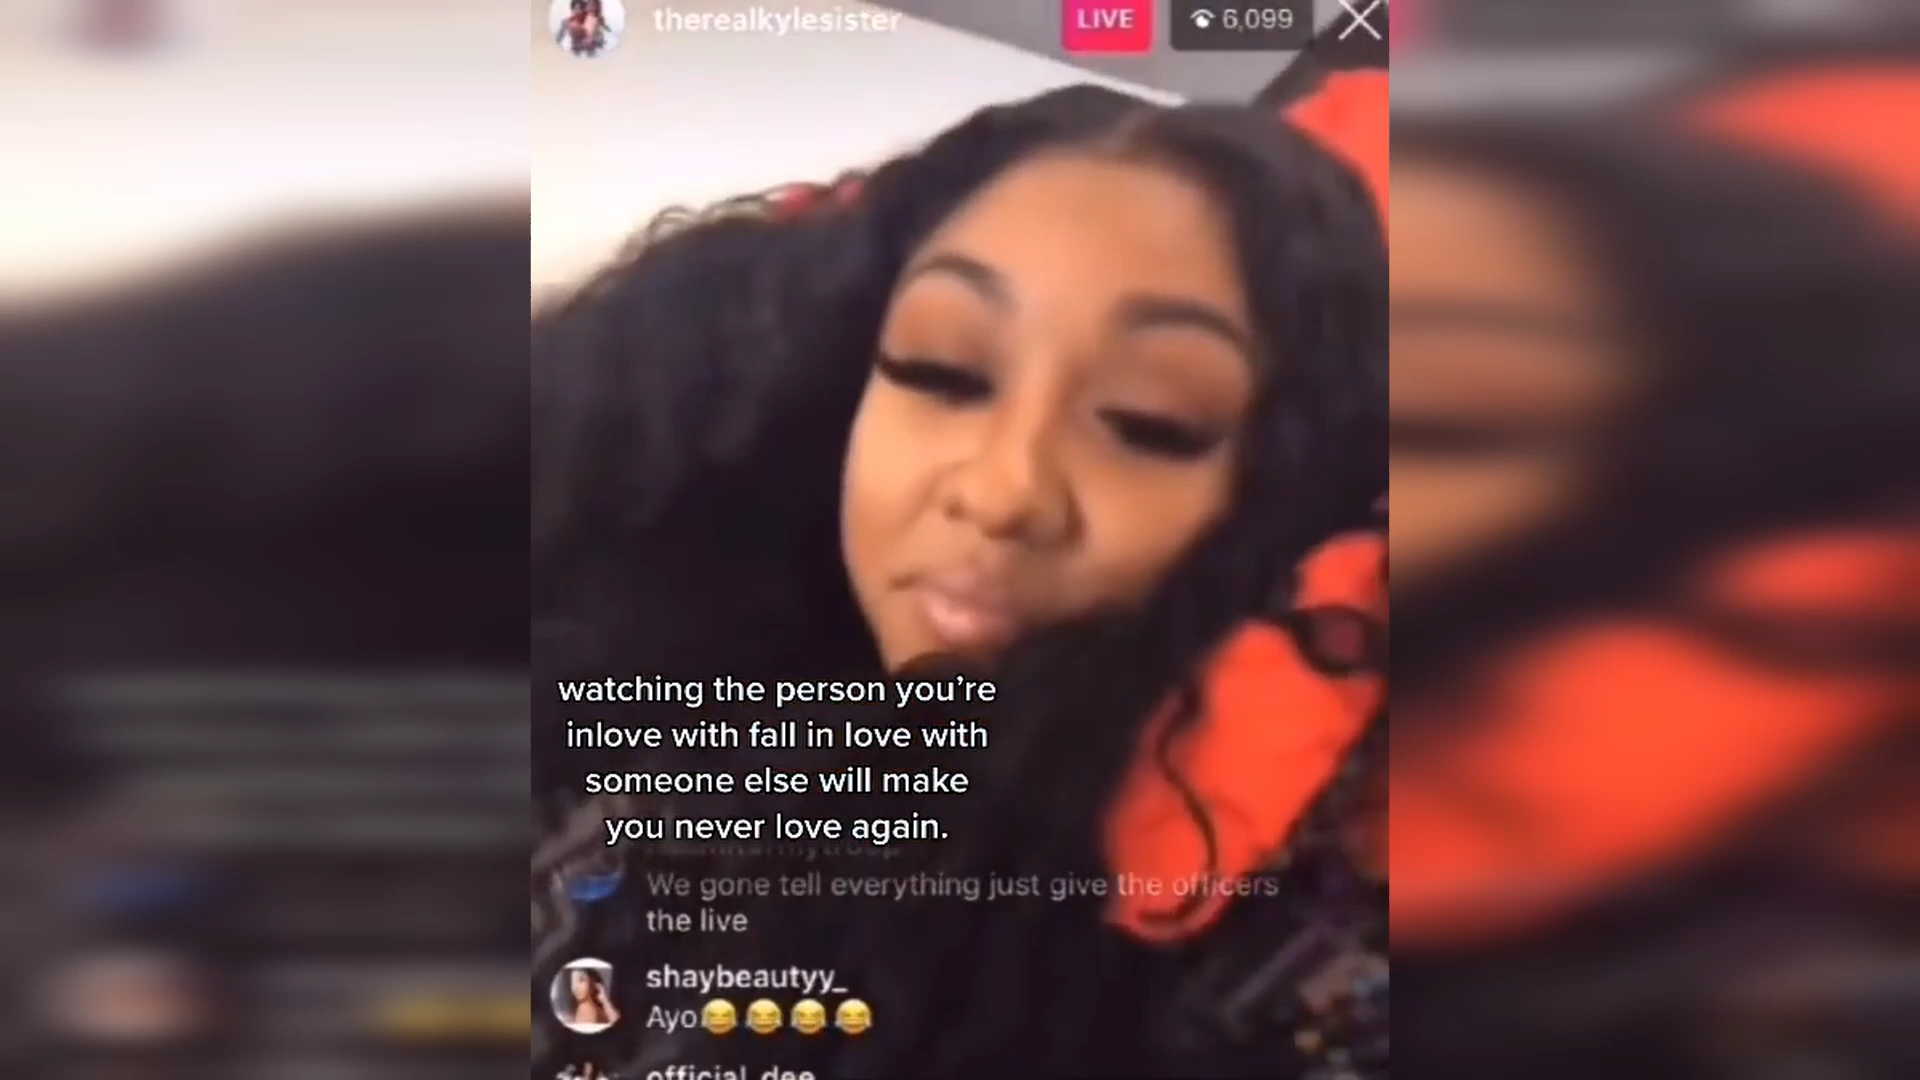 therealkylesister
LIVE
6,099
watching the person you’re
inlove with fall in love with
someone else will make
you never love again.
We gone tell everything just give the officers
the live
shaybeautyy_
Ayo😂😂😂😂
official_dee